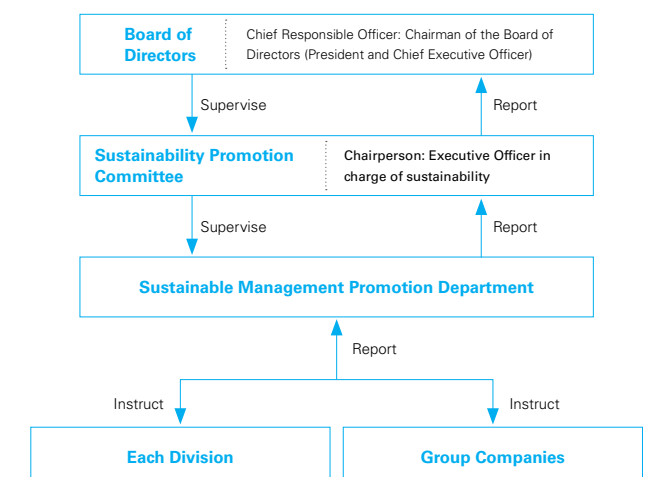 Board of
Directors
Chief Responsible Officer: Chairman of the Board of
Directors (President and Chief Executive Officer)
Supervise
Report
Sustainability Promotion
Committee
Chairperson: Executive Officer in
charge of sustainability
Supervise
Report
Sustainable Management Promotion Department
Report
Instruct
Instruct
Each Division
Group Companies